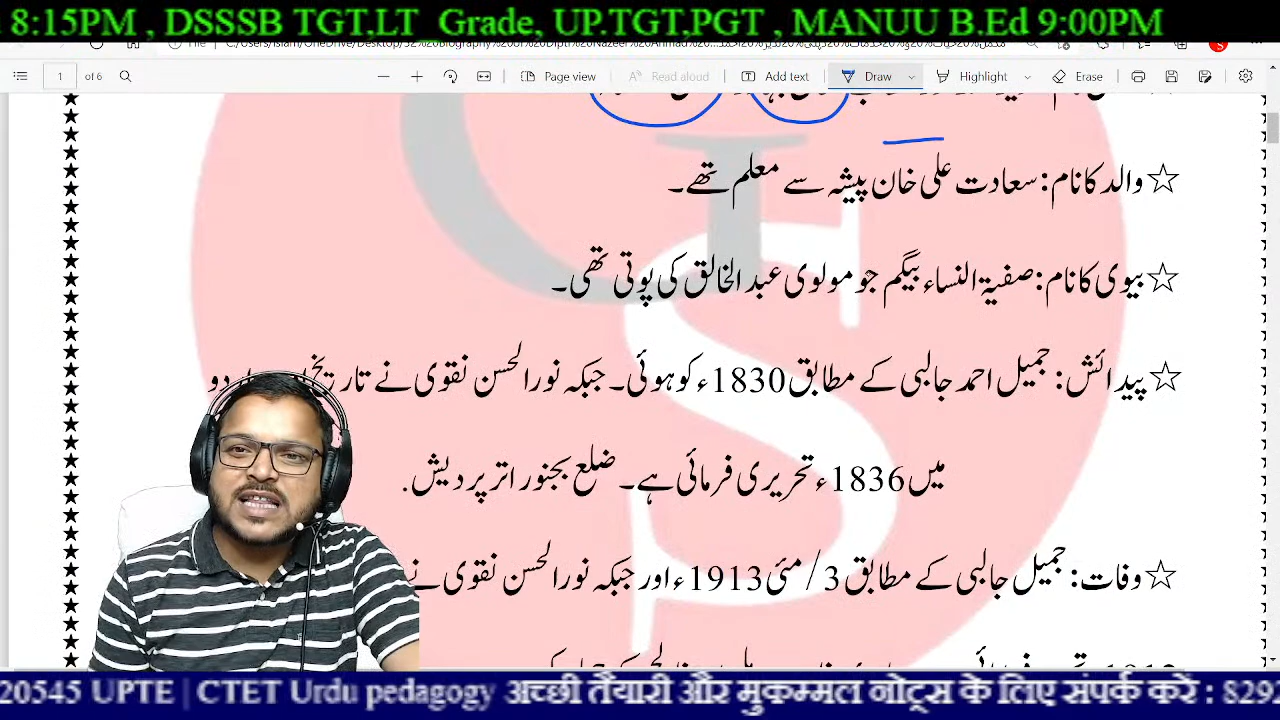 8:15PM , DSSSB TGT,LT_Grade, UP.TGT,PGT , MANUU B.Ed 9:00PM
1 of 6 Page view Read aloud Add text Draw Highlight Erase
☆ والد کا نام: سعادت علی خان پیشہ سے معلم تھے۔
☆ بیوی کا نام: صفیۃ النساء بیگم جو مولوی عبد الخالق کی پوتی تھی۔
☆ پیدائش: جمیل احمد جالبی کے مطابق 1830ء کو ہوئی۔ جبکہ نورالحسن نقوی نے تاریخ اردو
میں 1836ء تحریری فرمائی ہے۔ ضلع بجنور اتر پردیش.
☆ وفات: جمیل جالبی کے مطابق 3/مئی 1913ء اور جبکہ نورالحسن نقوی نے
20545 UPTE | CTET Urdu pedagogy अच्छी तैयारी और मुकम्मल नोट्स के लिए संपर्क करे : 829